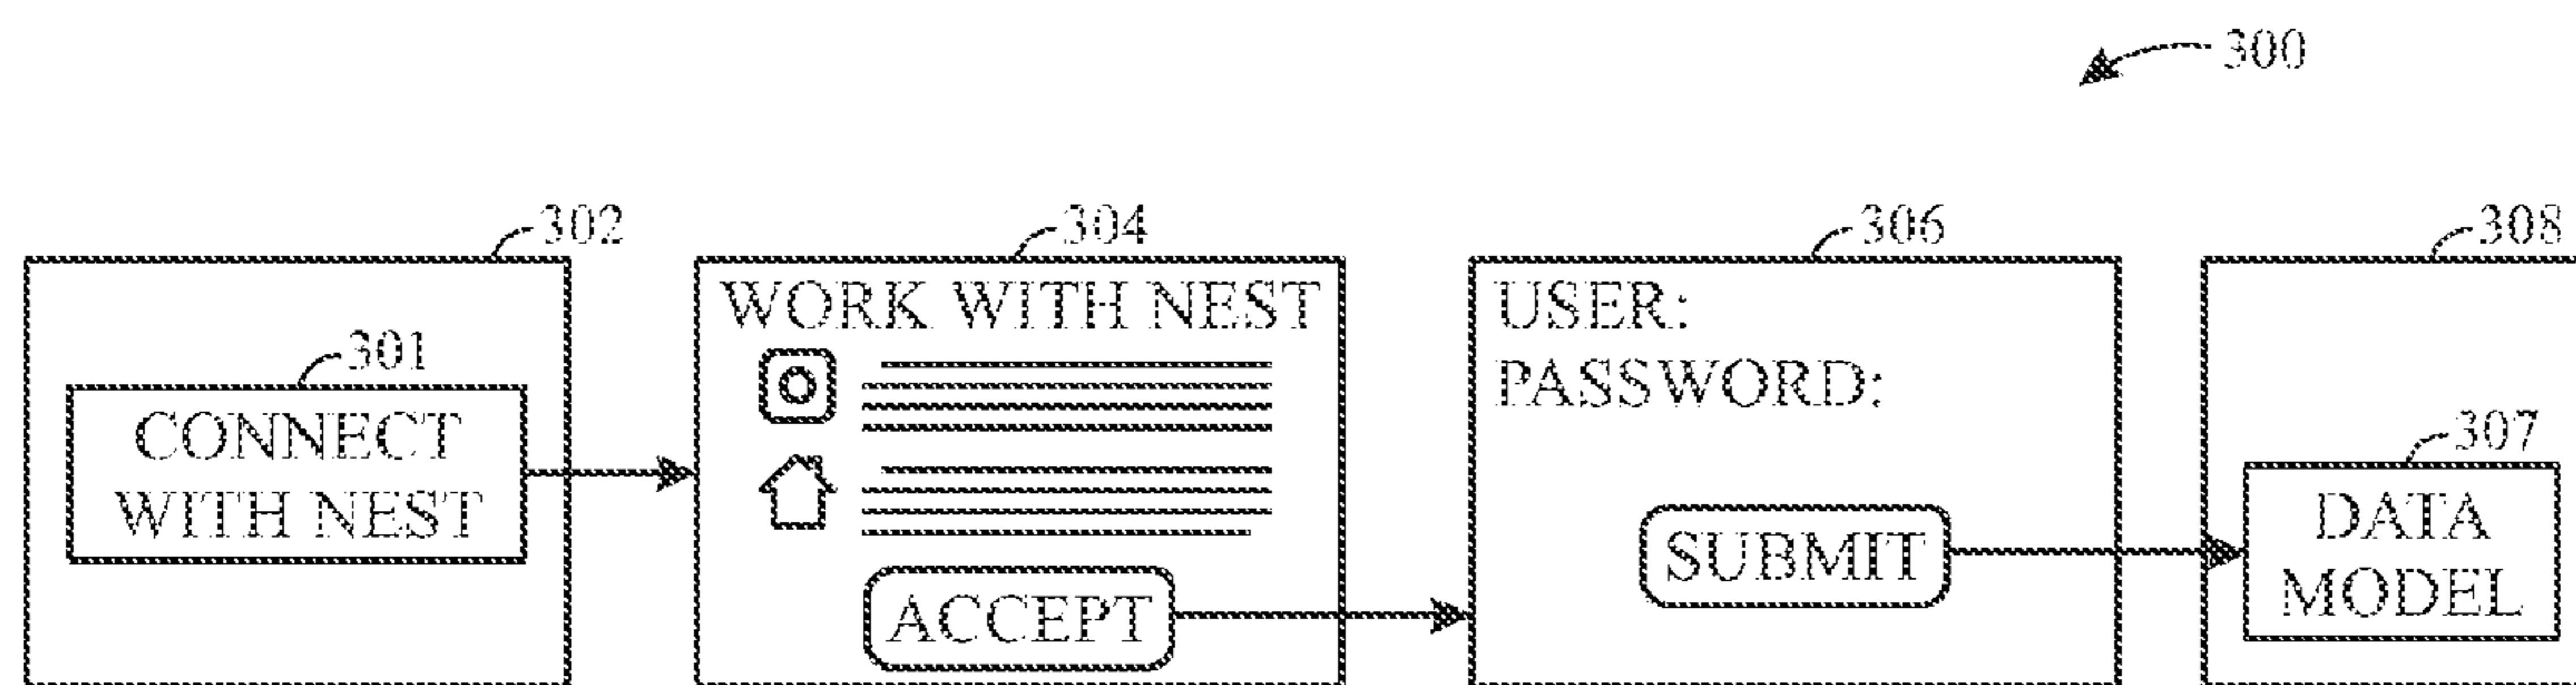 300
302
304
306
308
301
CONNECT
WITH NEST
WORK WITH NEST
ACCEPT
USER:
PASSWORD:
SUBMIT
307
DATA
MODEL